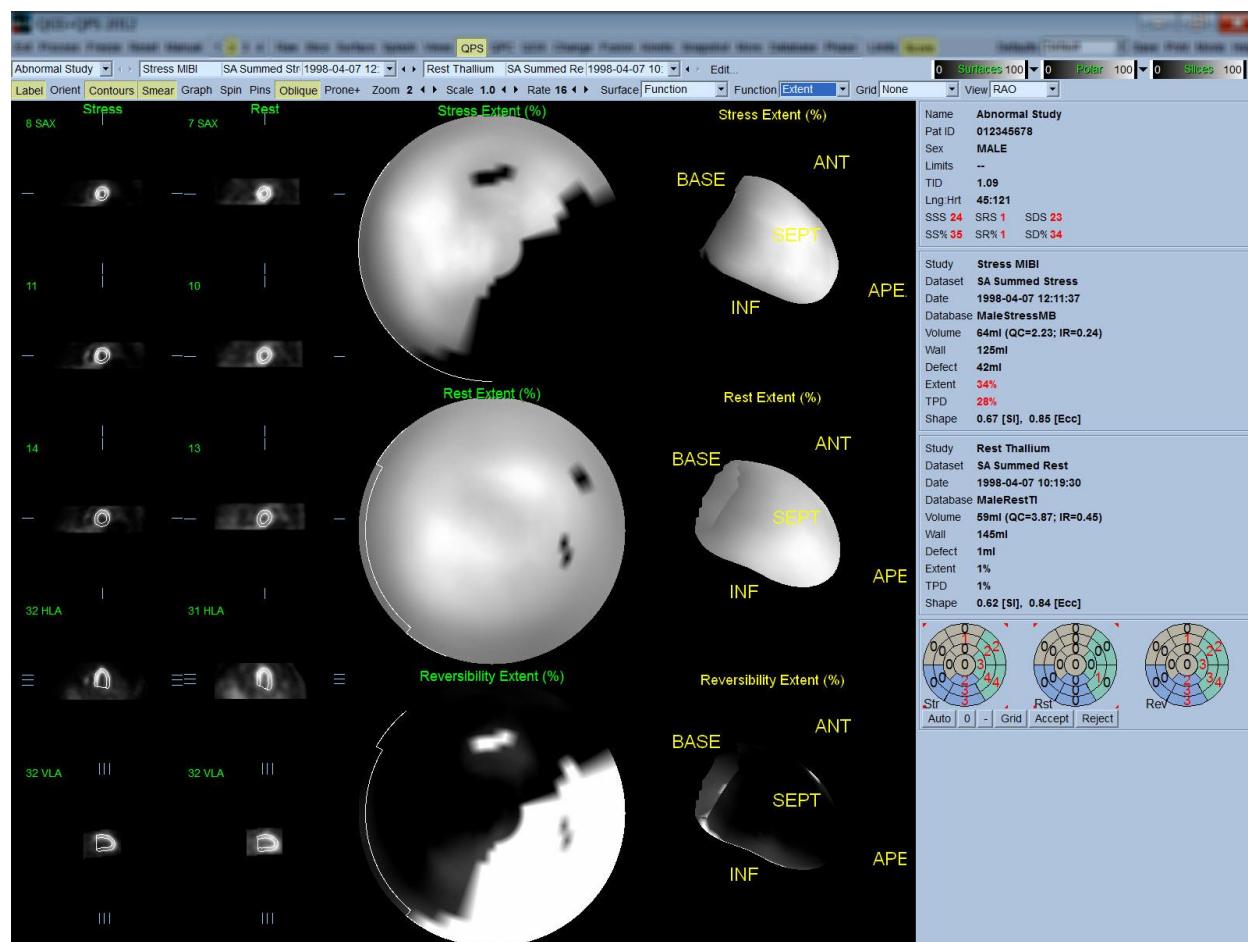 QGS+QPS 2012
QPS
Abnormal Study Stress MIBI SA Summed Str 1998-04-07 12: Rest Thallium SA Summed Re 1998-04-07 10: Edit... 0 Surfaces 100 0 Polar 100 0 Slices 100
Label Orient Contours Smear Graph Spin Pins Oblique Prone+ Zoom 2 Scale 1.0 Rate 16 Surface Function Function Extent Grid None View RAO
Stress Rest
8 SAX 7 SAX
11 10
14 13
32 HLA 31 HLA
32 VLA 32 VLA
Stress Extent (%)
Rest Extent (%)
Reversibility Extent (%)
Stress Extent (%)
ANT
BASE
SEPT
APE.
INF
Rest Extent (%)
ANT
BASE
SEPT
APE
INF
Reversibility Extent (%)
ANT
BASE
SEPT
APE
INF
Name Abnormal Study
Pat ID 012345678
Sex MALE
Limits --
TID 1.09
Lng:Hrt 45:121
SSS 24 SRS 1 SDS 23
SS% 35 SR% 1 SD% 34
Study Stress MIBI
Dataset SA Summed Stress
Date 1998-04-07 12:11:37
Database MaleStressMB
Volume 64ml (QC=2.23; IR=0.24)
Wall 125ml
Defect 42ml
Extent 34%
TPD 28%
Shape 0.67 [SI], 0.85 [Ecc]
Study Rest Thallium
Dataset SA Summed Rest
Date 1998-04-07 10:19:30
Database MaleRestTl
Volume 59ml (QC=3.87; IR=0.45)
Wall 145ml
Defect 1ml
Extent 1%
TPD 1%
Shape 0.62 [SI], 0.84 [Ecc]
Str Rst Rev
Auto 0 - Grid Accept Reject